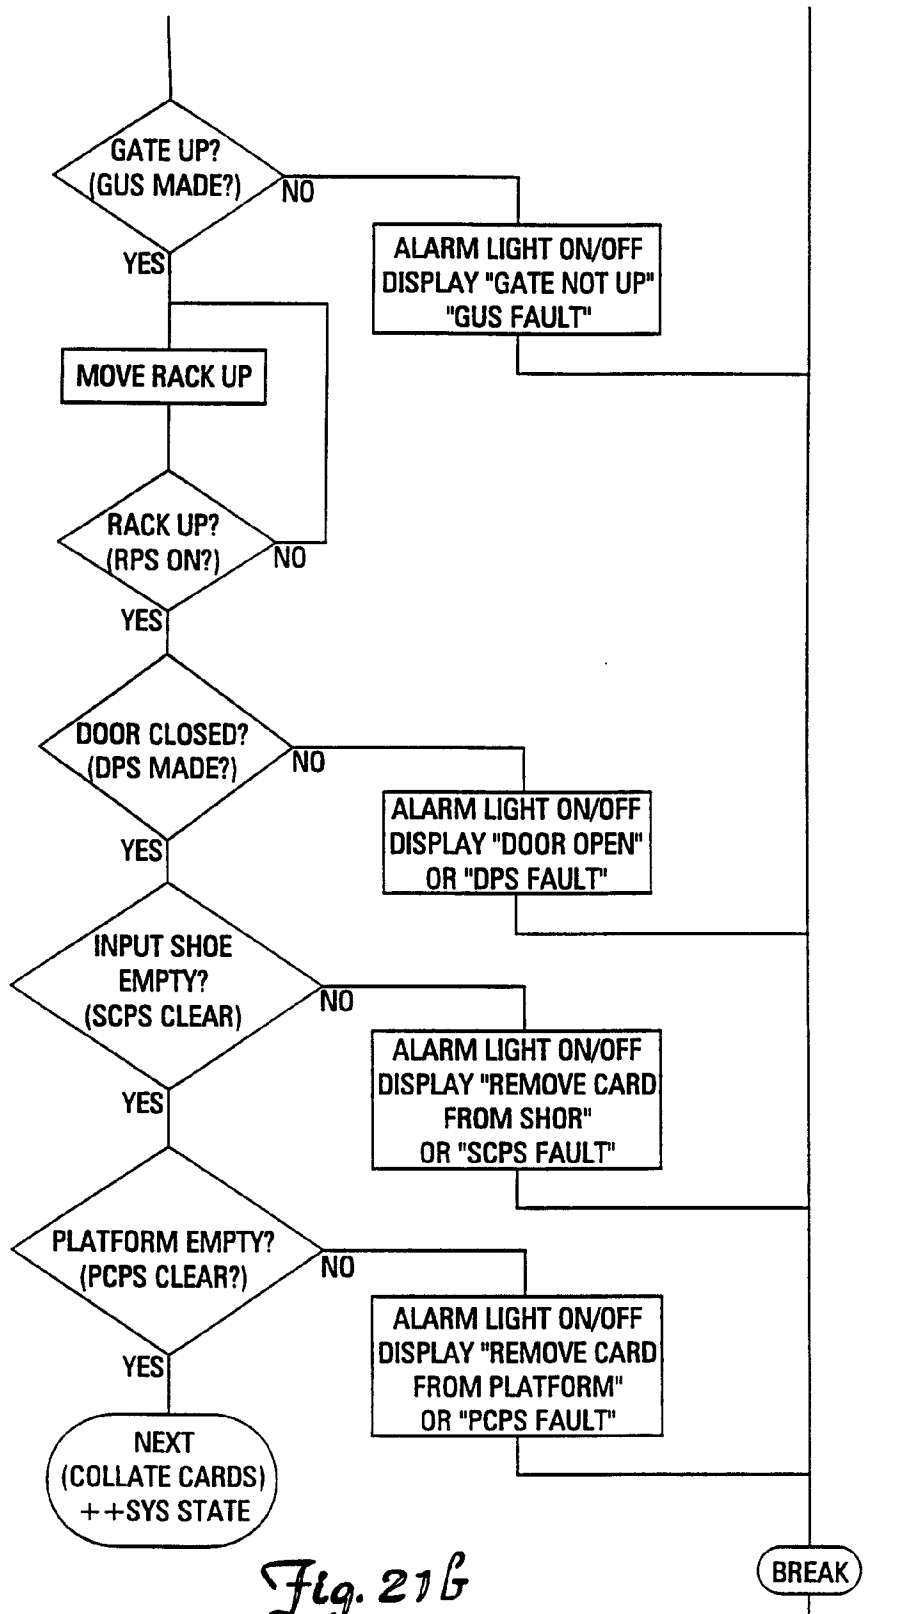 GATE UP?
(GUS MADE?)
NO
YES
ALARM LIGHT ON/OFF
DISPLAY "GATE NOT UP"
"GUS FAULT"
MOVE RACK UP
RACK UP?
(RPS ON?)
NO
YES
DOOR CLOSED?
(DPS MADE?)
NO
YES
ALARM LIGHT ON/OFF
DISPLAY "DOOR OPEN"
OR "DPS FAULT"
INPUT SHOE
EMPTY?
(SCPS CLEAR)
NO
YES
ALARM LIGHT ON/OFF
DISPLAY "REMOVE CARD
FROM SHOR"
OR "SCPS FAULT"
PLATFORM EMPTY?
(PCPS CLEAR?)
NO
YES
ALARM LIGHT ON/OFF
DISPLAY "REMOVE CARD
FROM PLATFORM"
OR "PCPS FAULT"
NEXT
(COLLATE CARDS)
++SYS STATE
BREAK
Fig. 21b